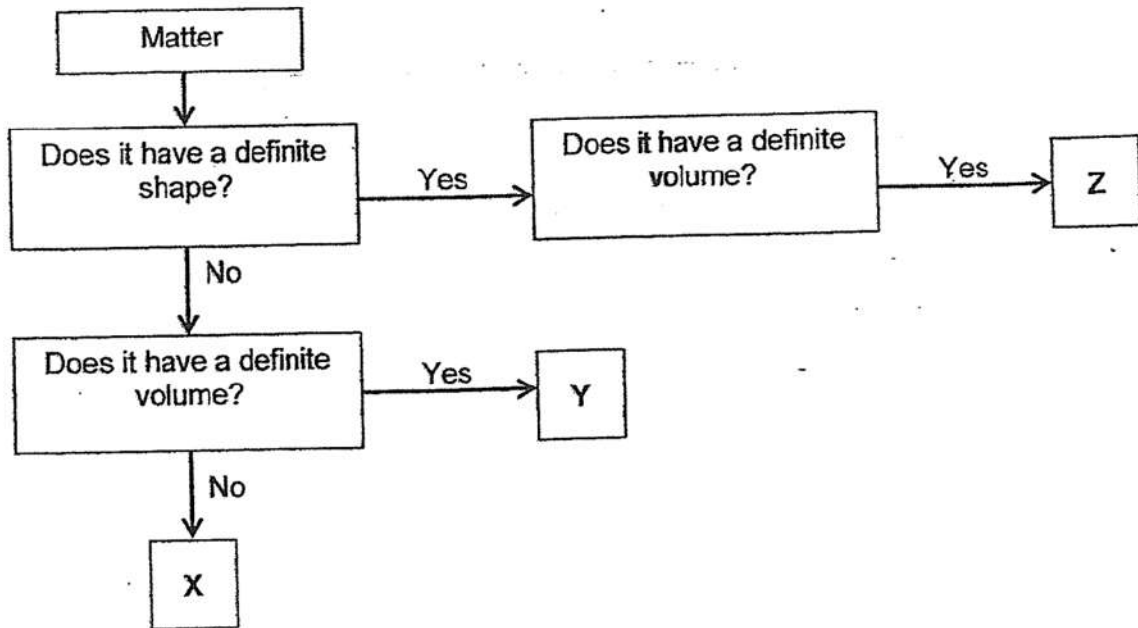 Matter
Does it have a definite
shape?
Yes
Does it have a definite
volume?
Yes
Z
No
Does it have a definite
volume?
Yes
Y
No
X